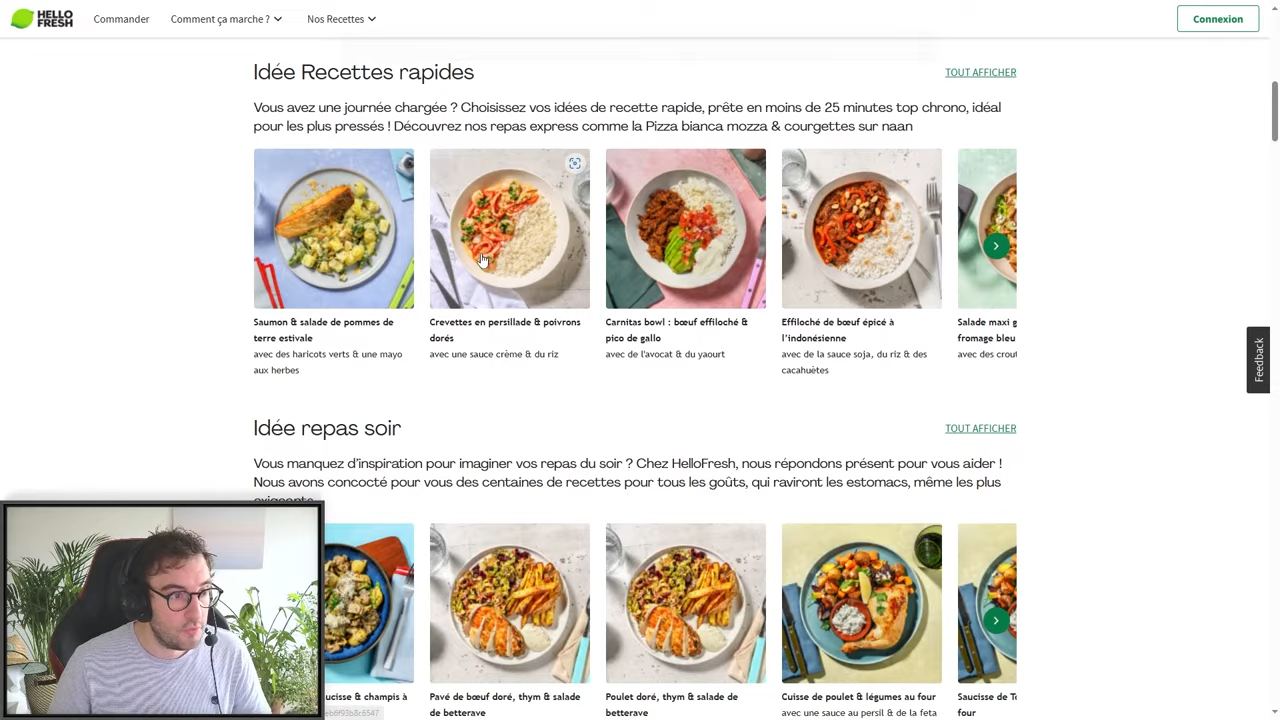 HELLO
FRESH
Commander
Comment ça marche ?
Nos Recettes
Connexion
Idée Recettes rapides
TOUT AFFICHER
Vous avez une journée chargée ? Choisissez vos idées de recette rapide, prête en moins de 25 minutes top chrono, idéal
pour les plus pressés ! Découvrez nos repas express comme la Pizza bianca mozza & courgettes sur naan
Saumon & salade de pommes de
terre estivale
avec des haricots verts & une mayo
aux herbes
Crevettes en persillade & poivrons
dorés
avec une sauce crème & du riz
Carnitas bowl : bœuf effiloché &
pico de gallo
avec de l'avocat & du yaourt
Effiloché de bœuf épicé à
l'indonésienne
avec de la sauce soja, du riz & des
cacahuètes
Salade maxi g
fromage bleu
avec des crout
Feedback
Idée repas soir
TOUT AFFICHER
Vous manquez d'inspiration pour imaginer vos repas du soir ? Chez HelloFresh, nous répondons présent pour vous aider !
Nous avons concocté pour vous des centaines de recettes pour tous les goûts, qui raviront les estomacs, même les plus
exigeants.
ucisse & champis à
Pavé de bœuf doré, thym & salade
de betterave
Poulet doré, thym & salade de
betterave
Cuisse de poulet & légumes au four
avec une sauce au persil & de la feta
Saucisse de To
four